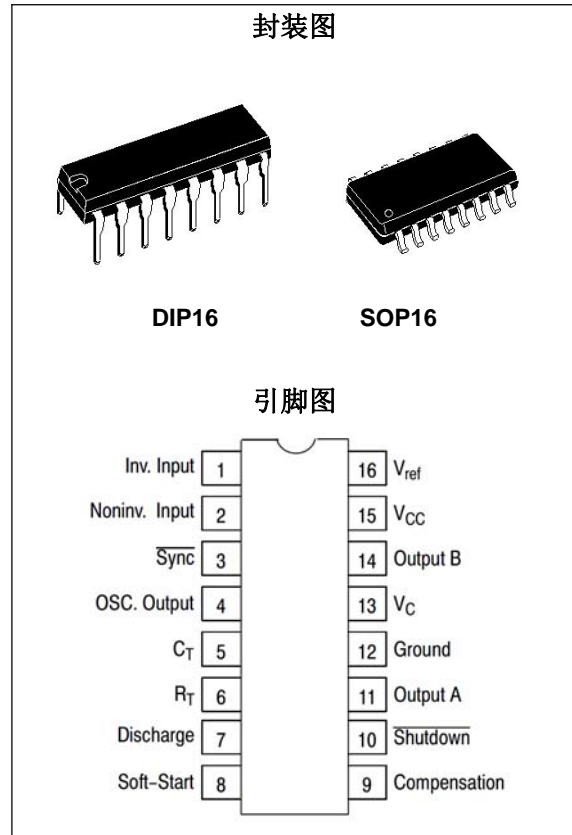 封装图
DIP16 SOP16
引脚图
Inv. Input 1 16 Vref
Noninv. Input 2 15 VCC
Sync 3 14 Output B
OSC. Output 4 13 VC
CT 5 12 Ground
RT 6 11 Output A
Discharge 7 10 Shutdown
Soft-Start 8 9 Compensation